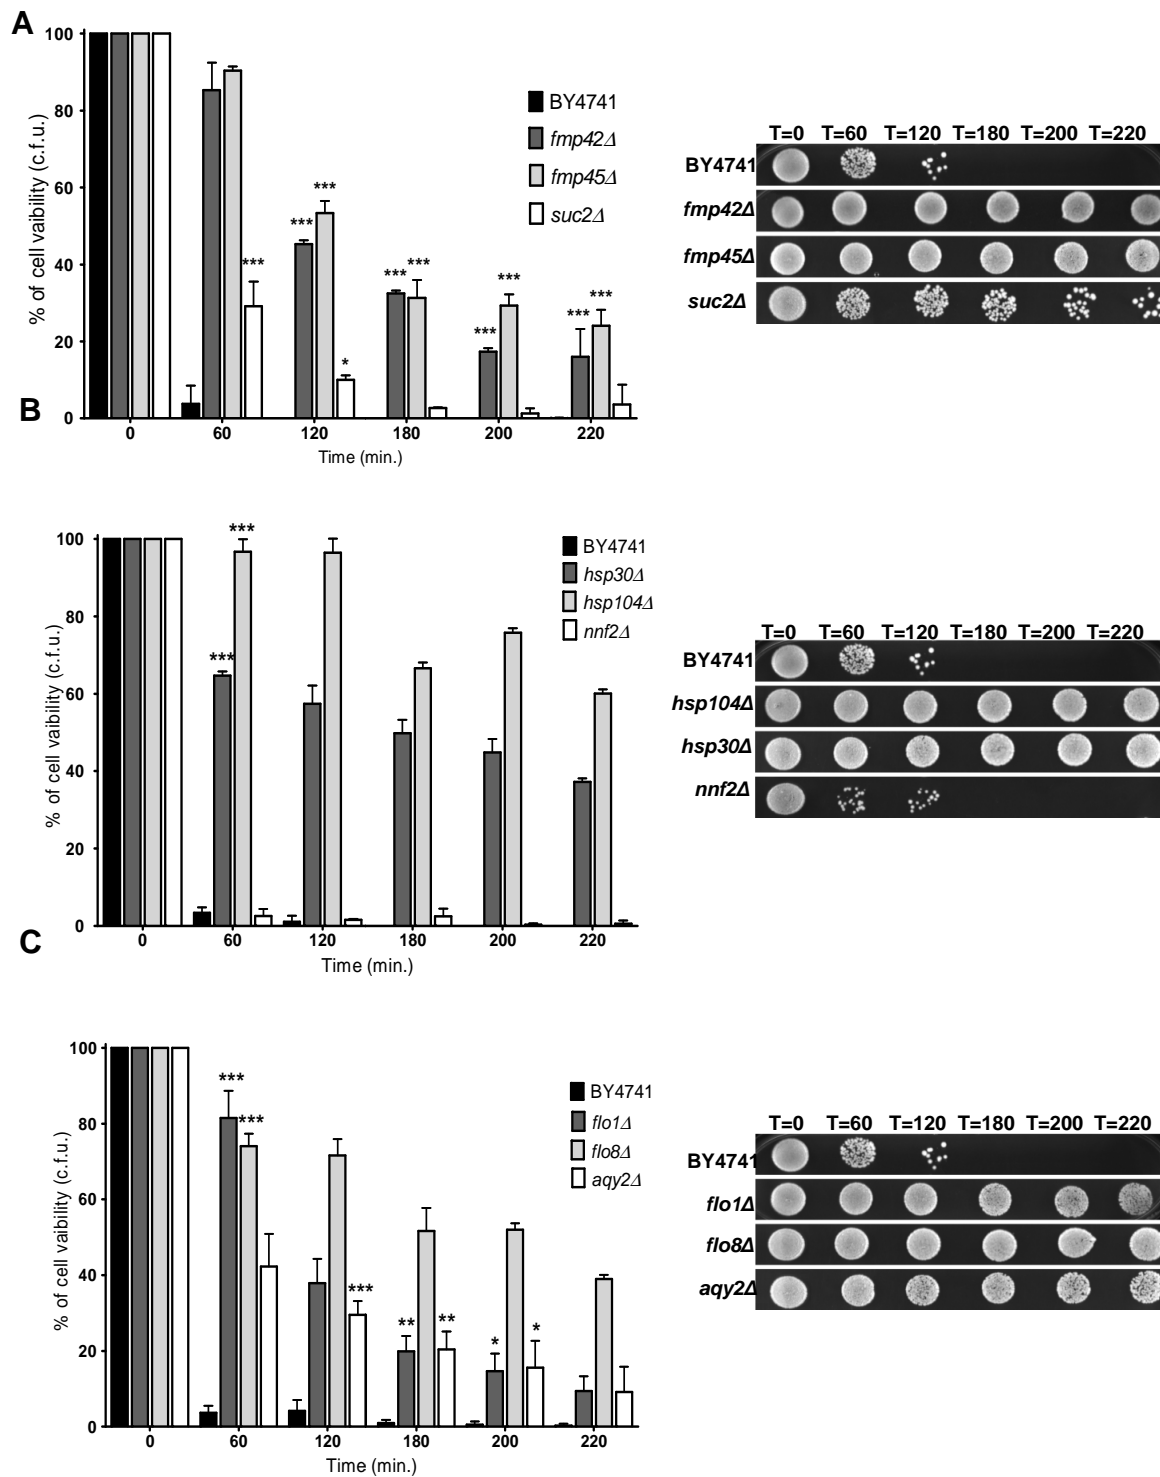 A
100
80
60
40
20
0
% of cell vaibility (c.f.u.)
*** *** *** * *** *** *** *** *** ***
BY4741
fmp42Δ
fmp45Δ
suc2Δ
0 60 120 180 200 220
Time (min.)
T=0 T=60 T=120 T=180 T=200 T=220
BY4741
fmp42Δ
fmp45Δ
suc2Δ
B
100
80
60
40
20
0
% of cell vaibility (c.f.u.)
*** ***
BY4741
hsp30Δ
hsp104Δ
nnf2Δ
0 60 120 180 200 220
Time (min.)
T=0 T=60 T=120 T=180 T=200 T=220
BY4741
hsp104Δ
hsp30Δ
nnf2Δ
C
100
80
60
40
20
0
% of cell vaibility (c.f.u.)
*** *** *** ** ** * *
BY4741
flo1Δ
flo8Δ
aqy2Δ
0 60 120 180 200 220
Time (min.)
T=0 T=60 T=120 T=180 T=200 T=220
BY4741
flo1Δ
flo8Δ
aqy2Δ